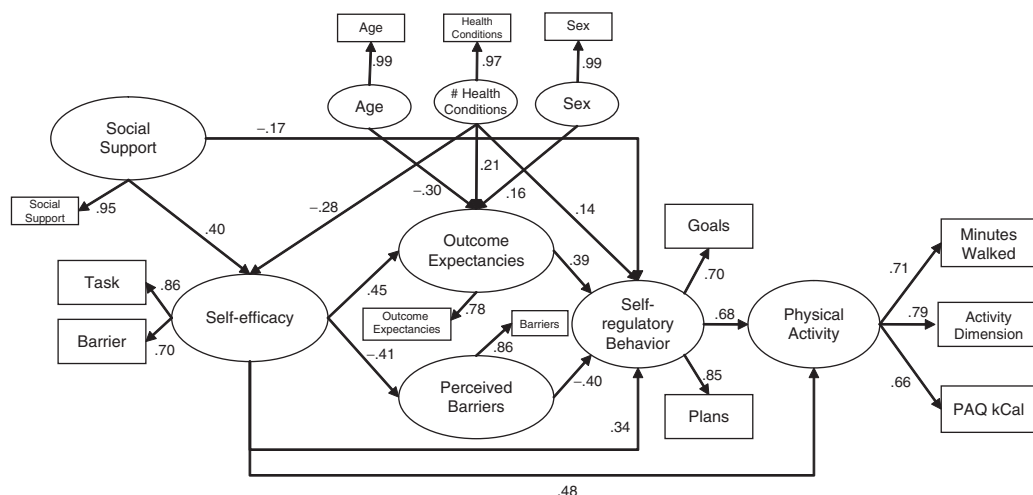 Age
Health
Conditions
Sex
.99
.97
.99
Age
# Health
Conditions
Sex
Social
Support
–.17
.21
–.30
.16
–.28
.14
Social
Support
.95
.40
Goals
Minutes
Walked
Outcome
Expectancies
.39
.70
.71
Task
.86
.45
.78
Self-efficacy
Outcome
Expectancies
Barriers
Self-
regulatory
Behavior
.68
Physical
Activity
.79
Activity
Dimension
Barrier
.70
–.41
.86
–.40
.85
.66
Perceived
Barriers
.34
Plans
PAQ kCal
.48